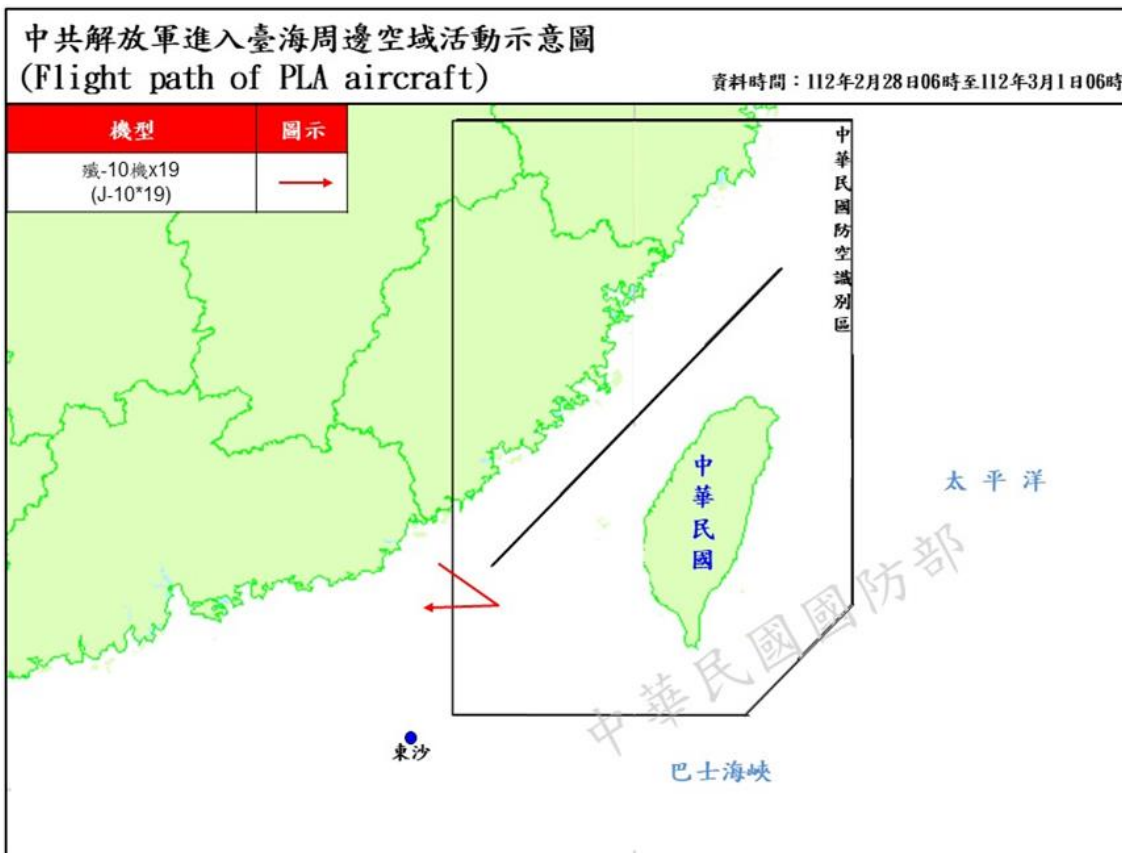 中共解放軍進入臺海周邊空域活動示意圖
(Flight path of PLA aircraft)
資料時間：112年2月28日06時至112年3月1日06時
機型
圖示
殲-10機x19
(J-10*19)
中華民國防空識別區
中華民國
太平洋
中華民國國防部
東沙
巴士海峽